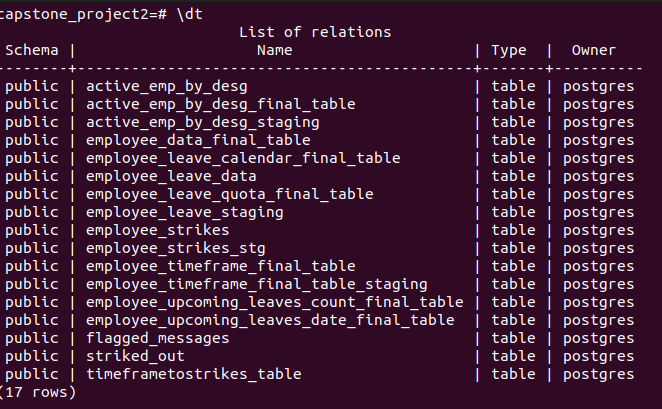 capstone_project2=# \dt
List of relations
Schema | Name | Type | Owner
--------+--------------------------------------------+-------+----------
public | active_emp_by_desg | table | postgres
public | active_emp_by_desg_final_table | table | postgres
public | active_emp_by_desg_staging | table | postgres
public | employee_data_final_table | table | postgres
public | employee_leave_calendar_final_table | table | postgres
public | employee_leave_data | table | postgres
public | employee_leave_quota_final_table | table | postgres
public | employee_leave_staging | table | postgres
public | employee_strikes | table | postgres
public | employee_strikes_stg | table | postgres
public | employee_timeframe_final_table | table | postgres
public | employee_timeframe_final_table_staging | table | postgres
public | employee_upcoming_leaves_count_final_table | table | postgres
public | employee_upcoming_leaves_date_final_table | table | postgres
public | flagged_messages | table | postgres
public | striked_out | table | postgres
public | timeframetostrikes_table | table | postgres
(17 rows)